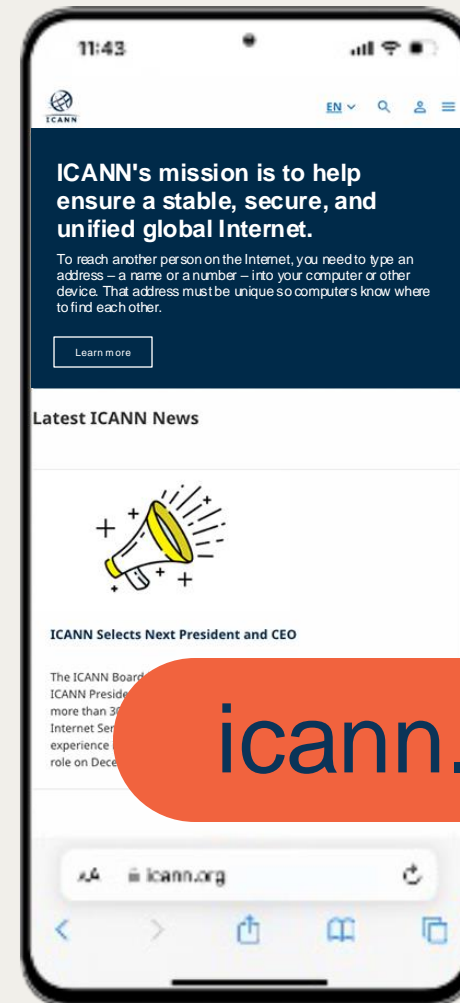 11:43
ICANN
EN
ICANN's mission is to help
ensure a stable, secure, and
unified global Internet.
To reach another person on the Internet, you need to type an
address – a name or a number – into your computer or other
device. That address must be unique so computers know where
to find each other.
Learn more
Latest ICANN News
ICANN Selects Next President and CEO
The ICANN Board
ICANN Preside
more than 3
Internet Ser
experience
role on Dece
icann.
AA
icann.org